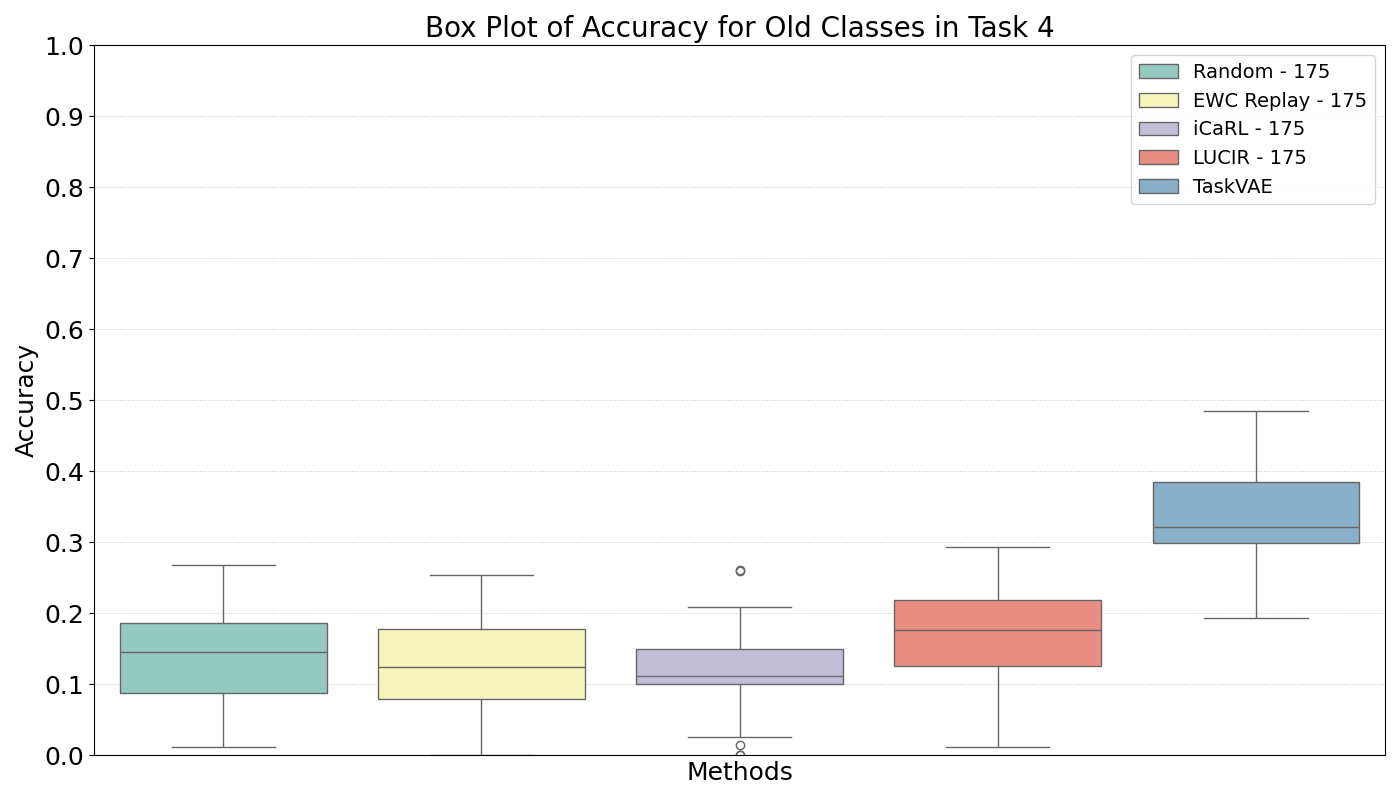 Box Plot of Accuracy for Old Classes in Task 4
1.0
0.9
0.8
0.7
0.6
0.5
0.4
0.3
0.2
0.1
0.0
Accuracy
Methods
Random - 175
EWC Replay - 175
iCaRL - 175
LUCIR - 175
TaskVAE